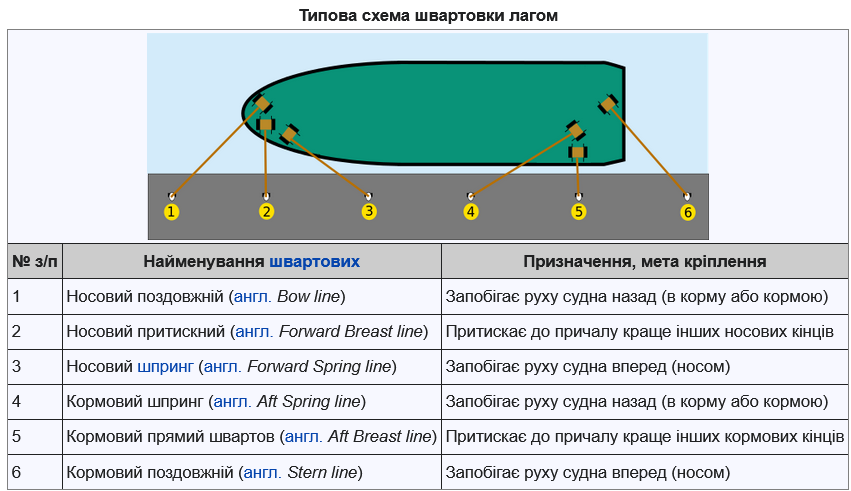 Типова схема швартовки лагом
1 2 3 4 5 6
№ з/п Найменування швартових Призначення, мета кріплення
1 Носовий поздовжній (англ. Bow line) Запобігає руху судна назад (в корму або кормою)
2 Носовий притискний (англ. Forward Breast line) Притискає до причалу краще інших носових кінців
3 Носовий шпринг (англ. Forward Spring line) Запобігає руху судна вперед (носом)
4 Кормовий шпринг (англ. Aft Spring line) Запобігає руху судна назад (в корму або кормою)
5 Кормовий прямий швартов (англ. Aft Breast line) Притискає до причалу краще інших кормових кінців
6 Кормовий поздовжній (англ. Stern line) Запобігає руху судна вперед (носом)